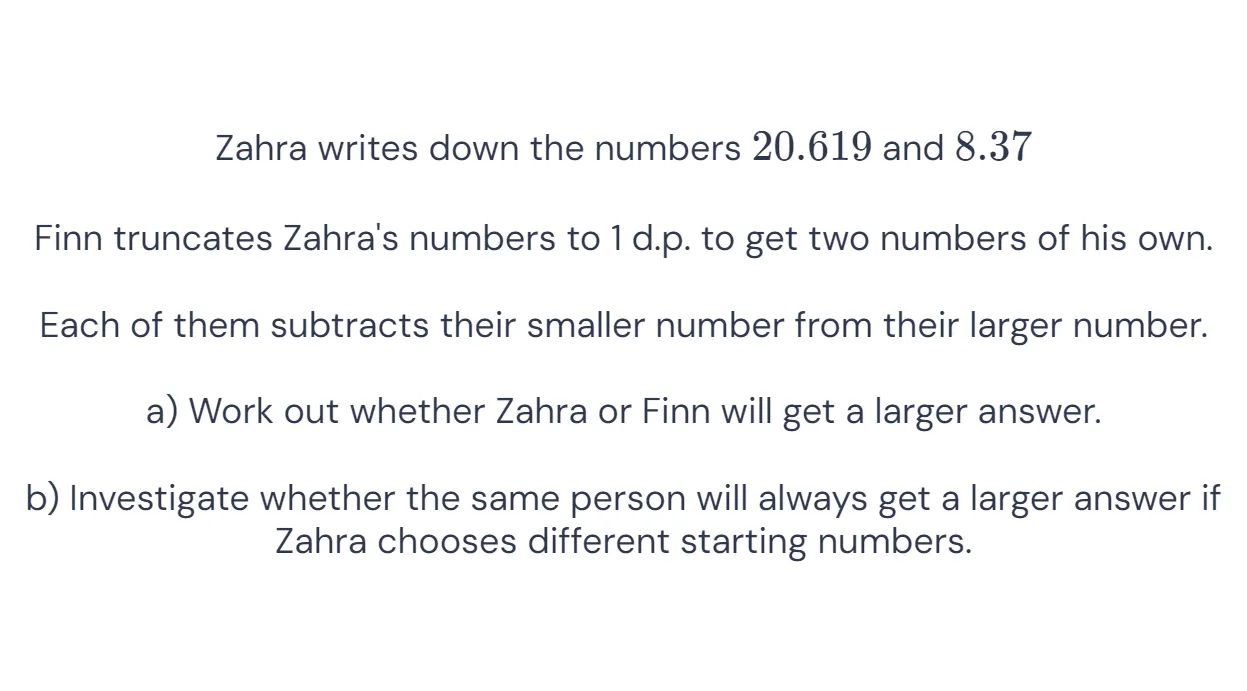 Zahra writes down the numbers 20.619 and 8.37
Finn truncates Zahra's numbers to 1 d.p. to get two numbers of his own.
Each of them subtracts their smaller number from their larger number.
a) Work out whether Zahra or Finn will get a larger answer.
b) Investigate whether the same person will always get a larger answer if
Zahra chooses different starting numbers.